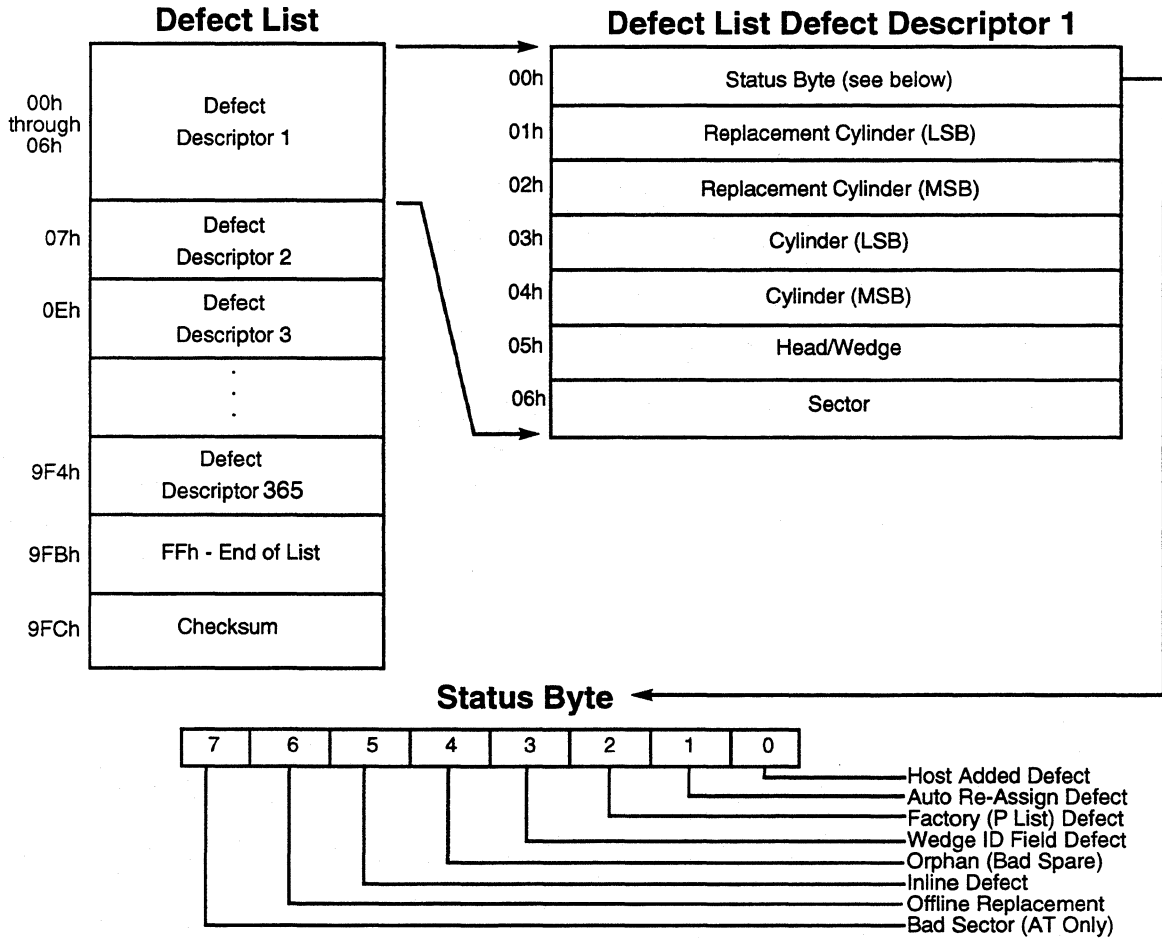 Defect List
00h
through
06h
Defect
Descriptor 1
07h
Defect
Descriptor 2
0Eh
Defect
Descriptor 3
.
.
.
9F4h
Defect
Descriptor 365
9FBh
FFh - End of List
9FCh
Checksum
Defect List Defect Descriptor 1
00h
Status Byte (see below)
01h
Replacement Cylinder (LSB)
02h
Replacement Cylinder (MSB)
03h
Cylinder (LSB)
04h
Cylinder (MSB)
05h
Head/Wedge
06h
Sector
Status Byte
7 6 5 4 3 2 1 0
Host Added Defect
Auto Re-Assign Defect
Factory (P List) Defect
Wedge ID Field Defect
Orphan (Bad Spare)
Inline Defect
Offline Replacement
Bad Sector (AT Only)